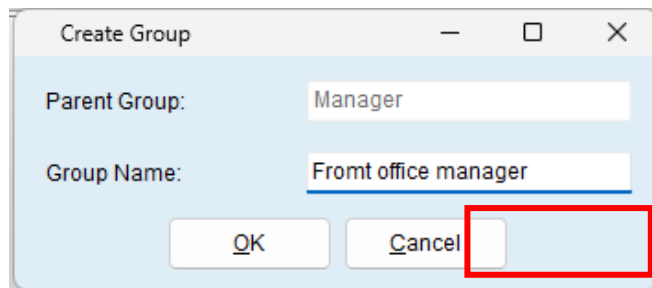 Create Group
Parent Group: Manager
Group Name: Fromt office manager
OK Cancel